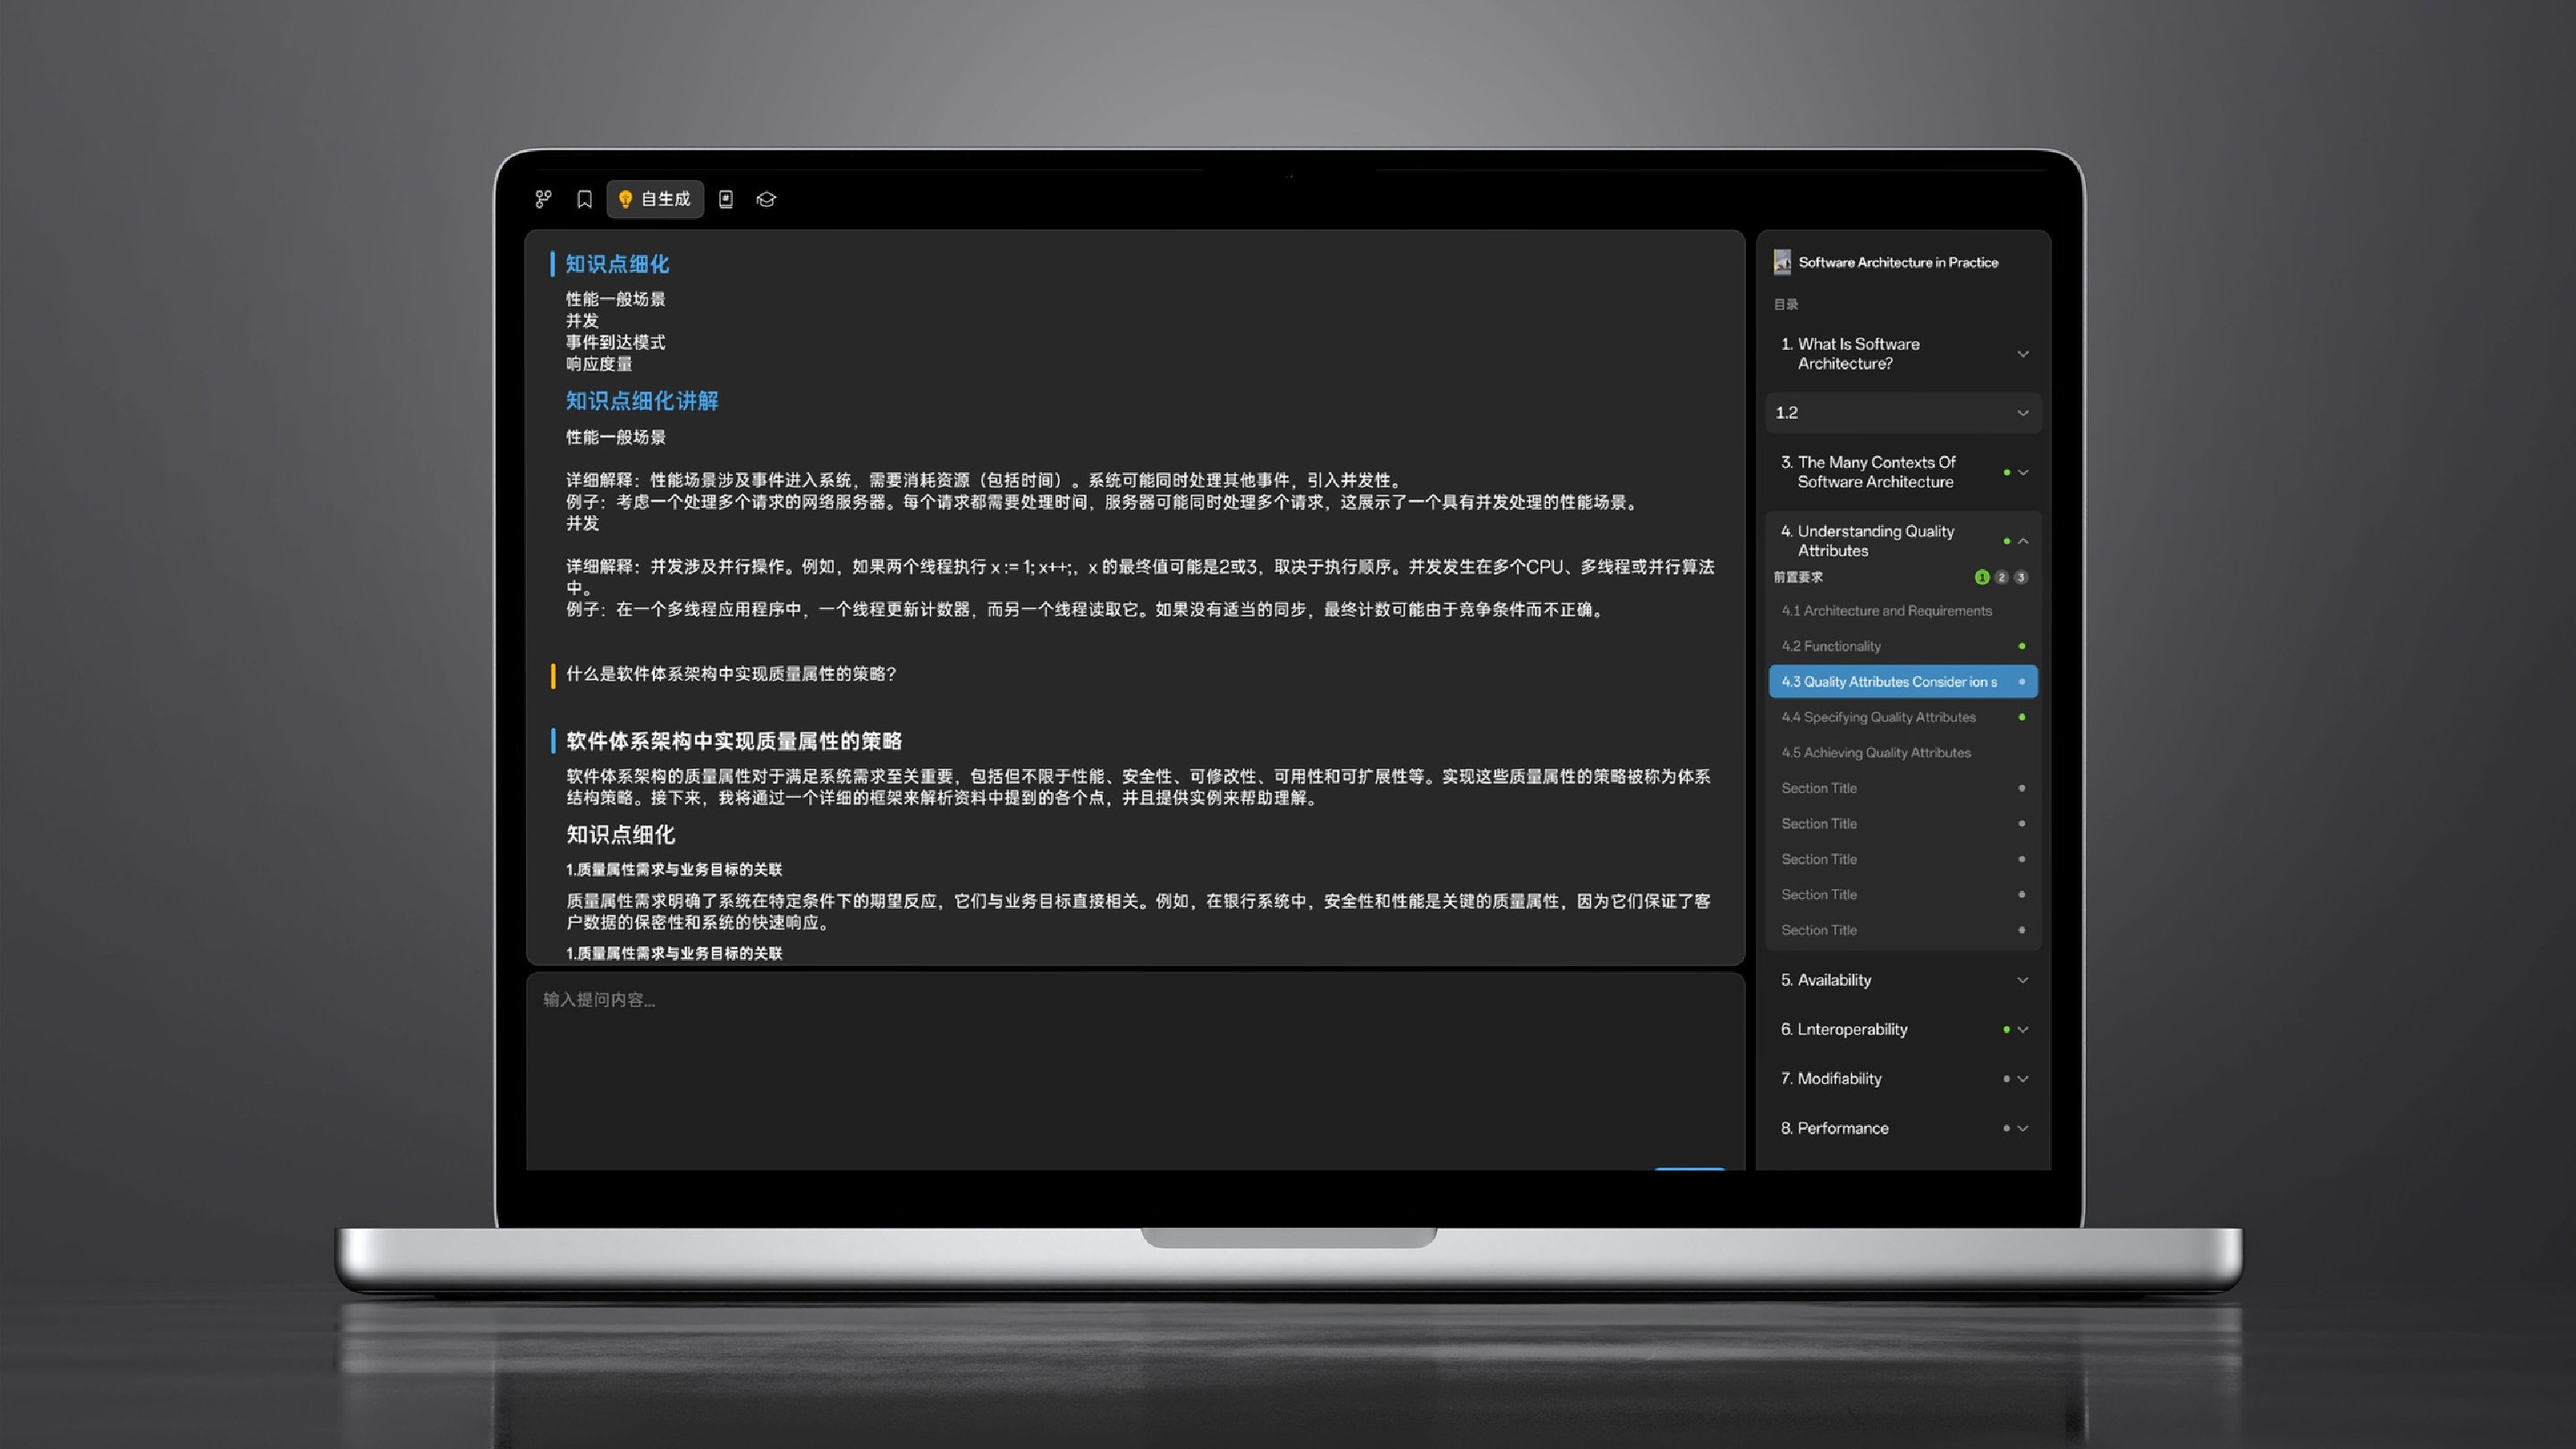 自生成
知识点细化
性能一般场景
并发
事件到达模式
响应度量
知识点细化讲解
性能一般场景
详细解释：性能场景涉及事件进入系统，需要消耗资源（包括时间）。系统可能同时处理其他事件，引入并发性。
例子：考虑一个处理多个请求的网络服务器。每个请求都需要处理时间，服务器可能同时处理多个请求，这展示了一个具有并发处理的性能场景。
并发
详细解释：并发涉及并行操作。例如，如果两个线程执行 x := 1; x++;，x 的最终值可能是2或3，取决于执行顺序。并发发生在多个CPU、多线程或并行算法
中。
例子：在一个多线程应用程序中，一个线程更新计数器，而另一个线程读取它。如果没有适当的同步，最终计数可能由于竞争条件而不正确。
什么是软件体系架构中实现质量属性的策略？
软件体系架构中实现质量属性的策略
软件体系架构的质量属性对于满足系统需求至关重要，包括但不限于性能、安全性、可修改性、可用性和可扩展性等。实现这些质量属性的策略被称为体系
结构策略。接下来，我将通过一个详细的框架来解析资料中提到的各个点，并且提供实例来帮助理解。
知识点细化
1.质量属性需求与业务目标的关联
质量属性需求明确了系统在特定条件下的期望反应，它们与业务目标直接相关。例如，在银行系统中，安全性和性能是关键的质量属性，因为它们保证了客
户数据的保密性和系统的快速响应。
1.质量属性需求与业务目标的关联
输入提问内容...
Software Architecture in Practice
目录
1. What Is Software
Architecture?
1.2
3. The Many Contexts Of
Software Architecture
4. Understanding Quality
Attributes
前置要求 1 2 3
4.1 Architecture and Requirements
4.2 Functionality
4.3 Quality Attributes Consider ion s
4.4 Specifying Quality Attributes
4.5 Achieving Quality Attributes
Section Title
Section Title
Section Title
Section Title
Section Title
5. Availability
6. Lnteroperability
7. Modifiability
8. Performance